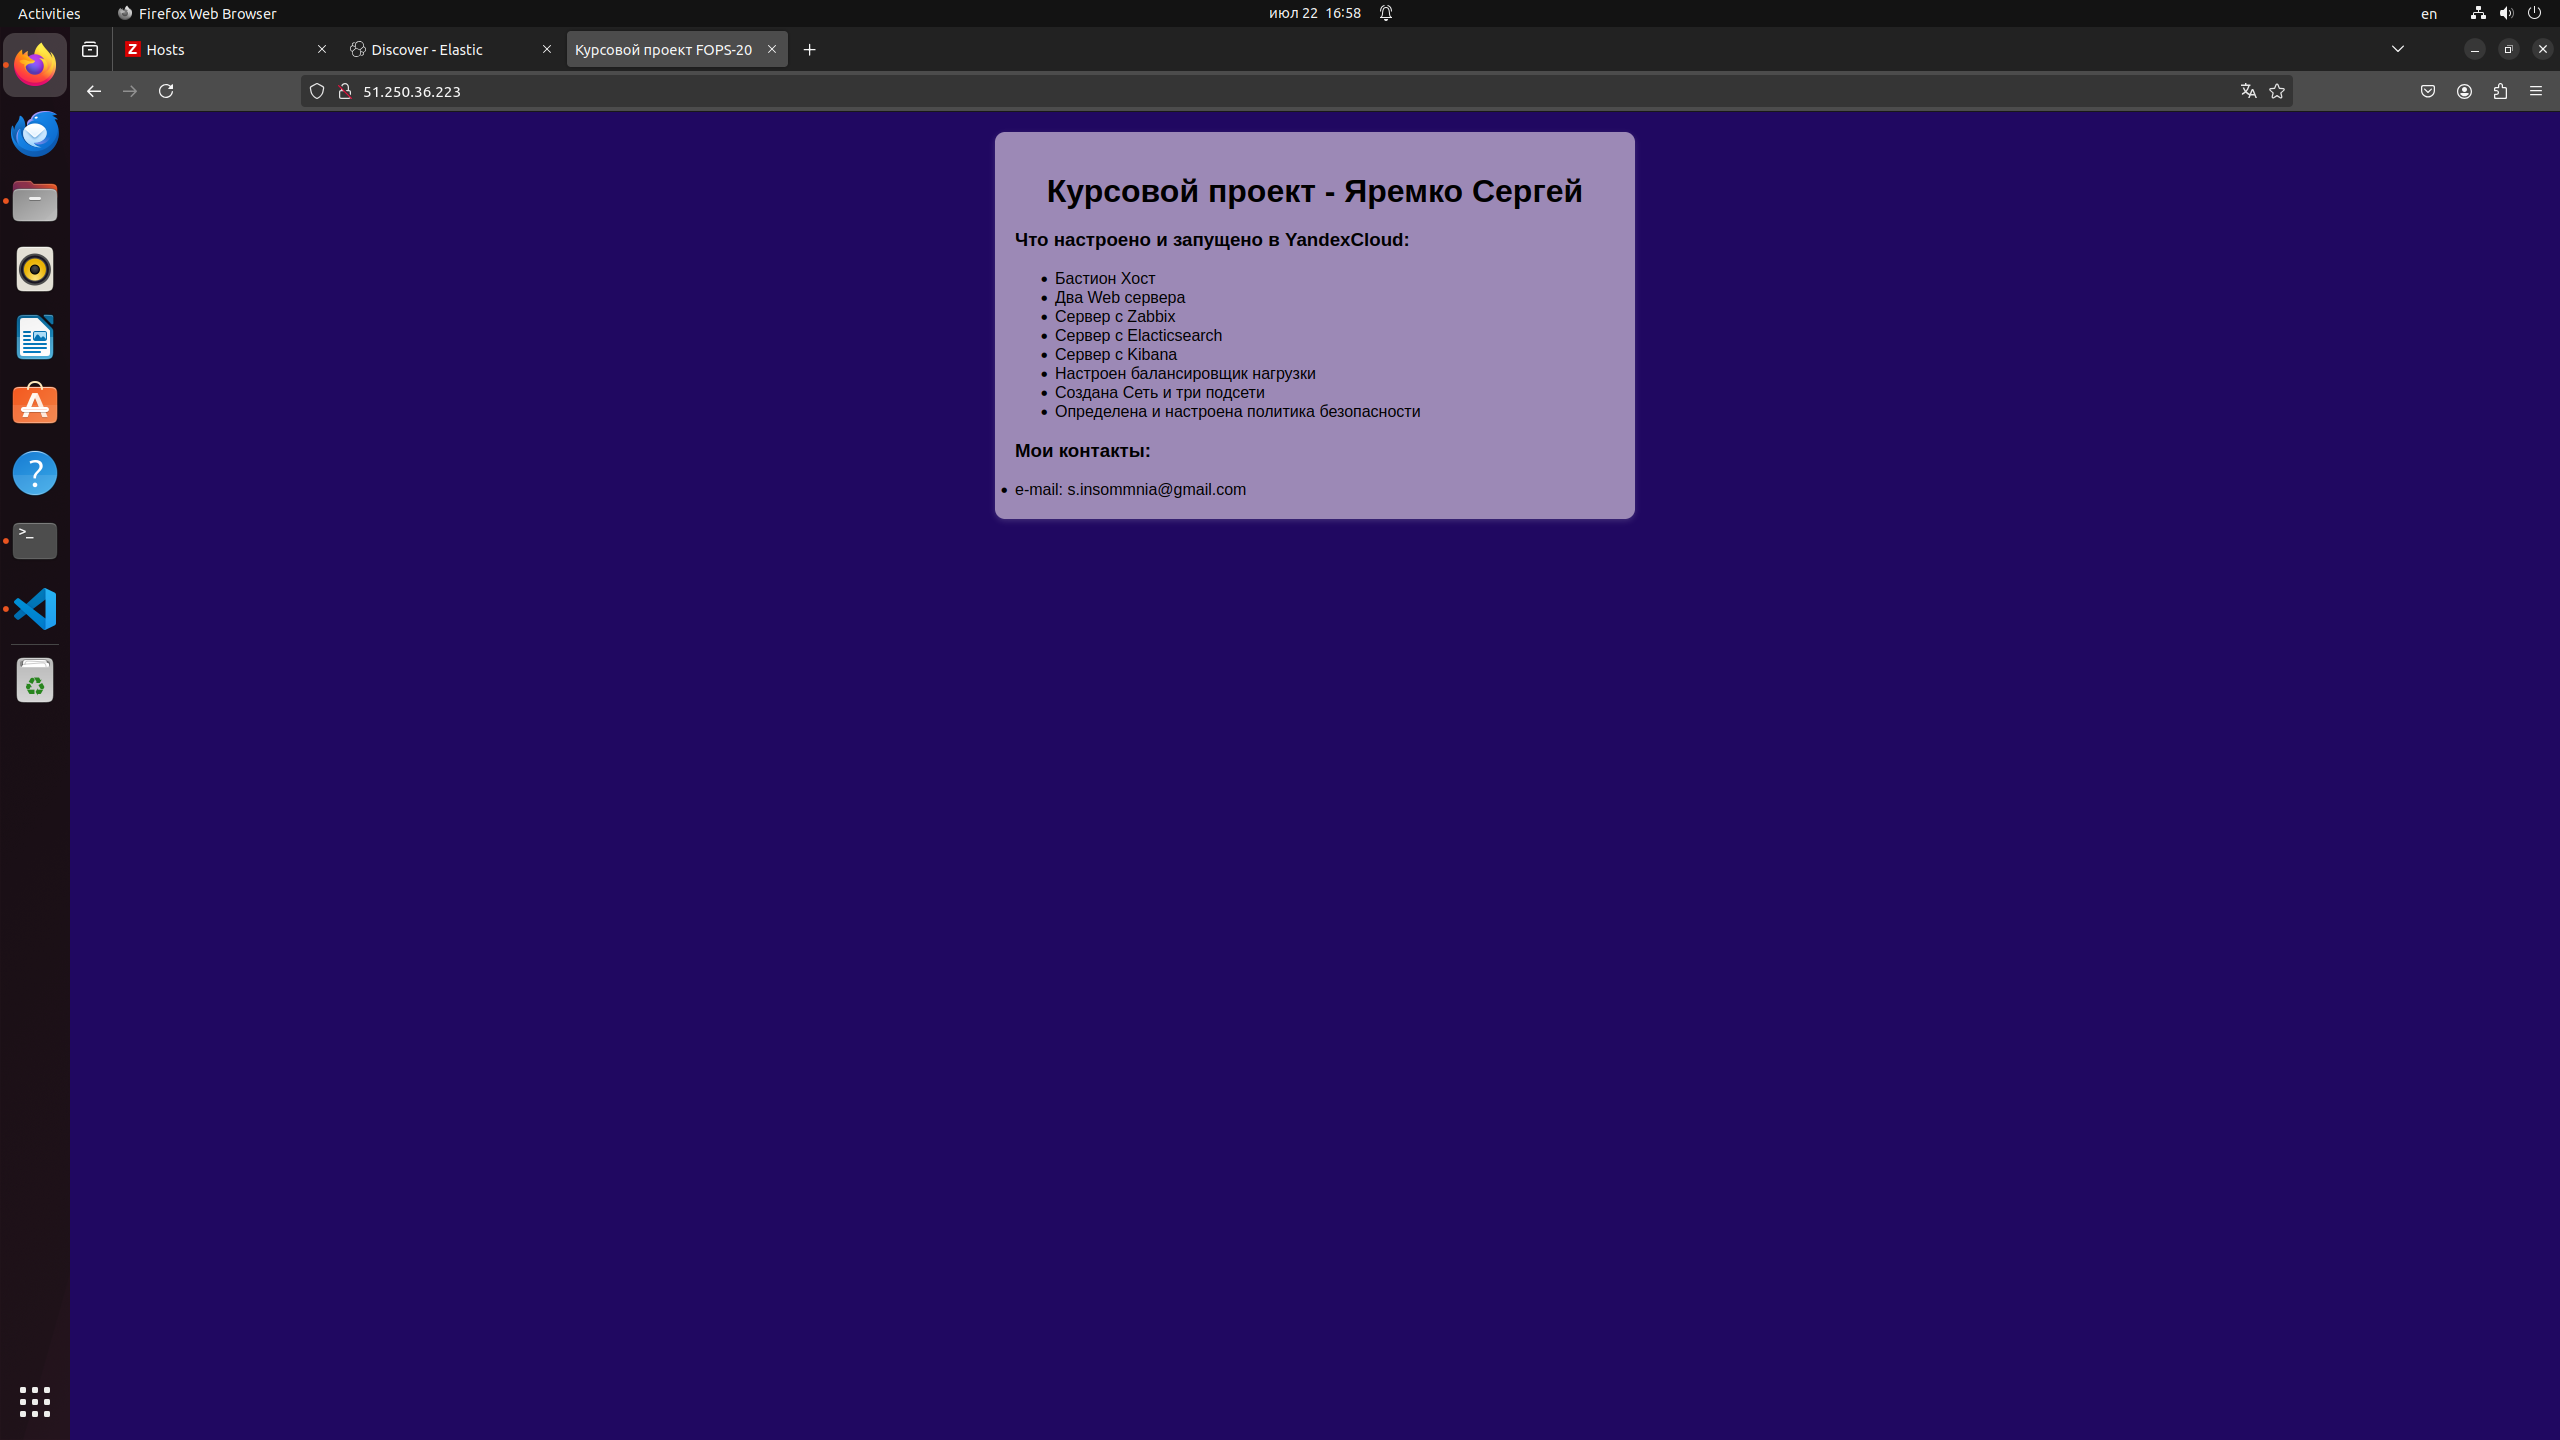 Activities
Firefox Web Browser
июл 22 16:58
en
Hosts
Discover - Elastic
Курсовой проект FOPS-20
51.250.36.223
Курсовой проект - Яремко Сергей
Что настроено и запущено в YandexCloud:
• Бастион Хост
• Два Web сервера
• Сервер с Zabbix
• Сервер с Elacticsearch
• Сервер с Kibana
• Настроен балансировщик нагрузки
• Создана Сеть и три подсети
• Определена и настроена политика безопасности
Мои контакты:
• e-mail: s.insommnia@gmail.com